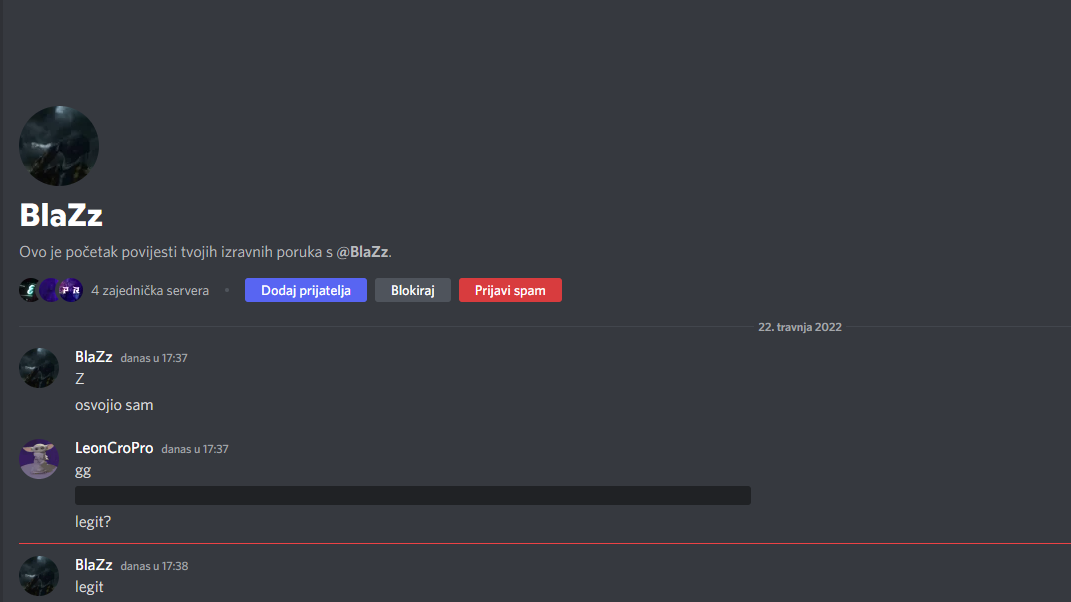 BlaZz
Ovo je početak povijesti tvojih izravnih poruka s @BlaZz.
4 zajednička servera • Dodaj prijatelja Blokiraj Prijavi spam
22. travnja 2022
BlaZz danas u 17:37
Z
osvojio sam
LeonCroPro danas u 17:37
gg
legit?
BlaZz danas u 17:38
legit